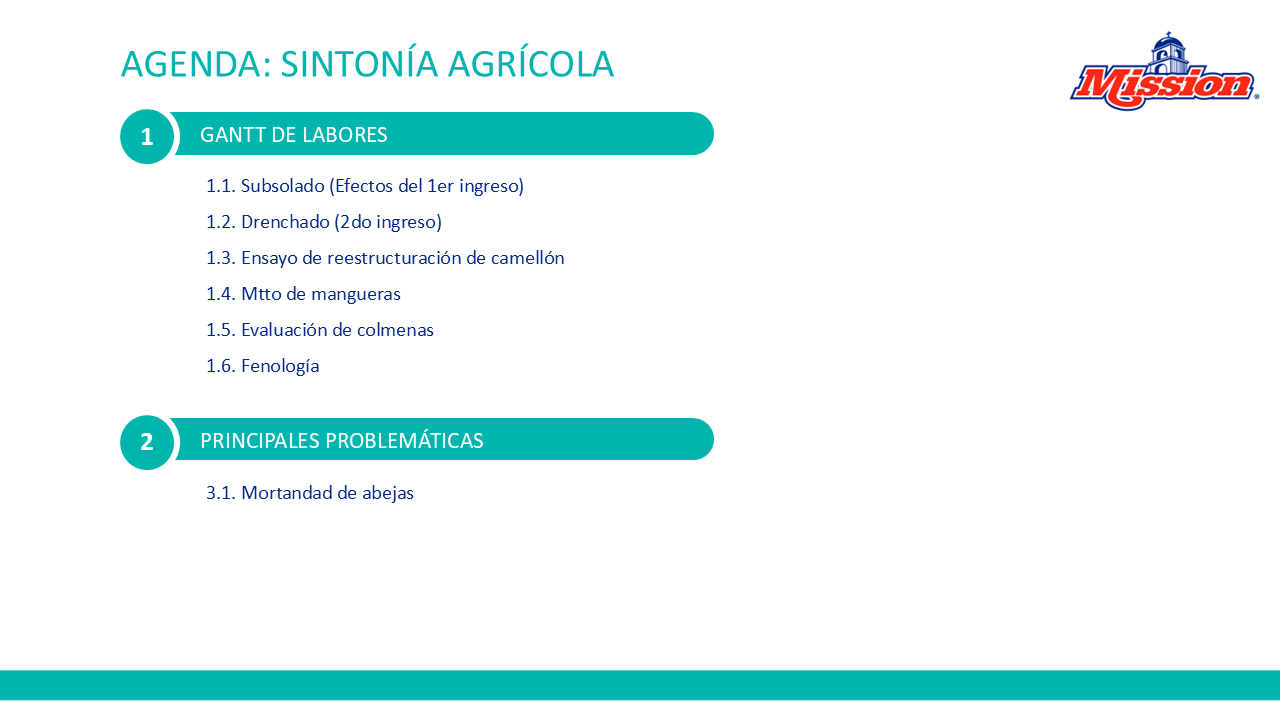 AGENDA: SINTONÍA AGRÍCOLA
Mission®
1 GANTT DE LABORES
1.1. Subsolado (Efectos del 1er ingreso)
1.2. Drenchado (2do ingreso)
1.3. Ensayo de reestructuración de camellón
1.4. Mtto de mangueras
1.5. Evaluación de colmenas
1.6. Fenología
2 PRINCIPALES PROBLEMÁTICAS
3.1. Mortandad de abejas